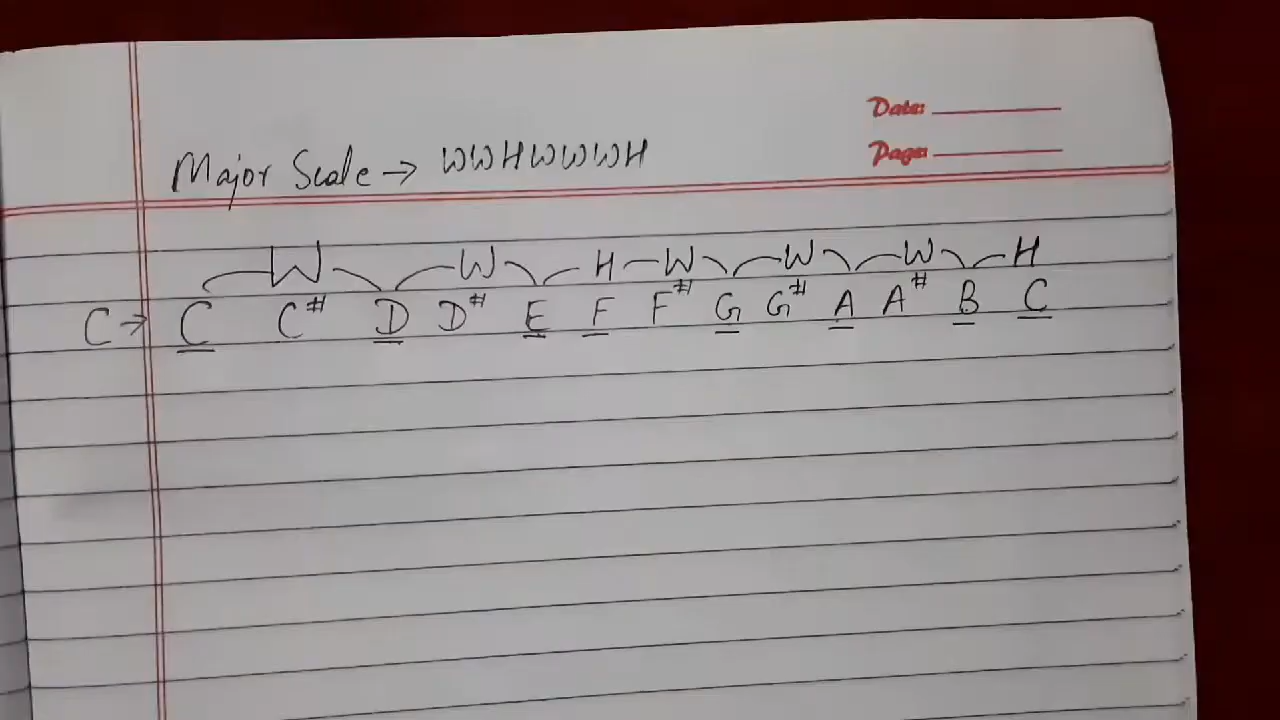 Date:
Page:
Major Scale → WWHWWWH
W W H W W W H
C → C C# D D# E F F# G G# A A# B C